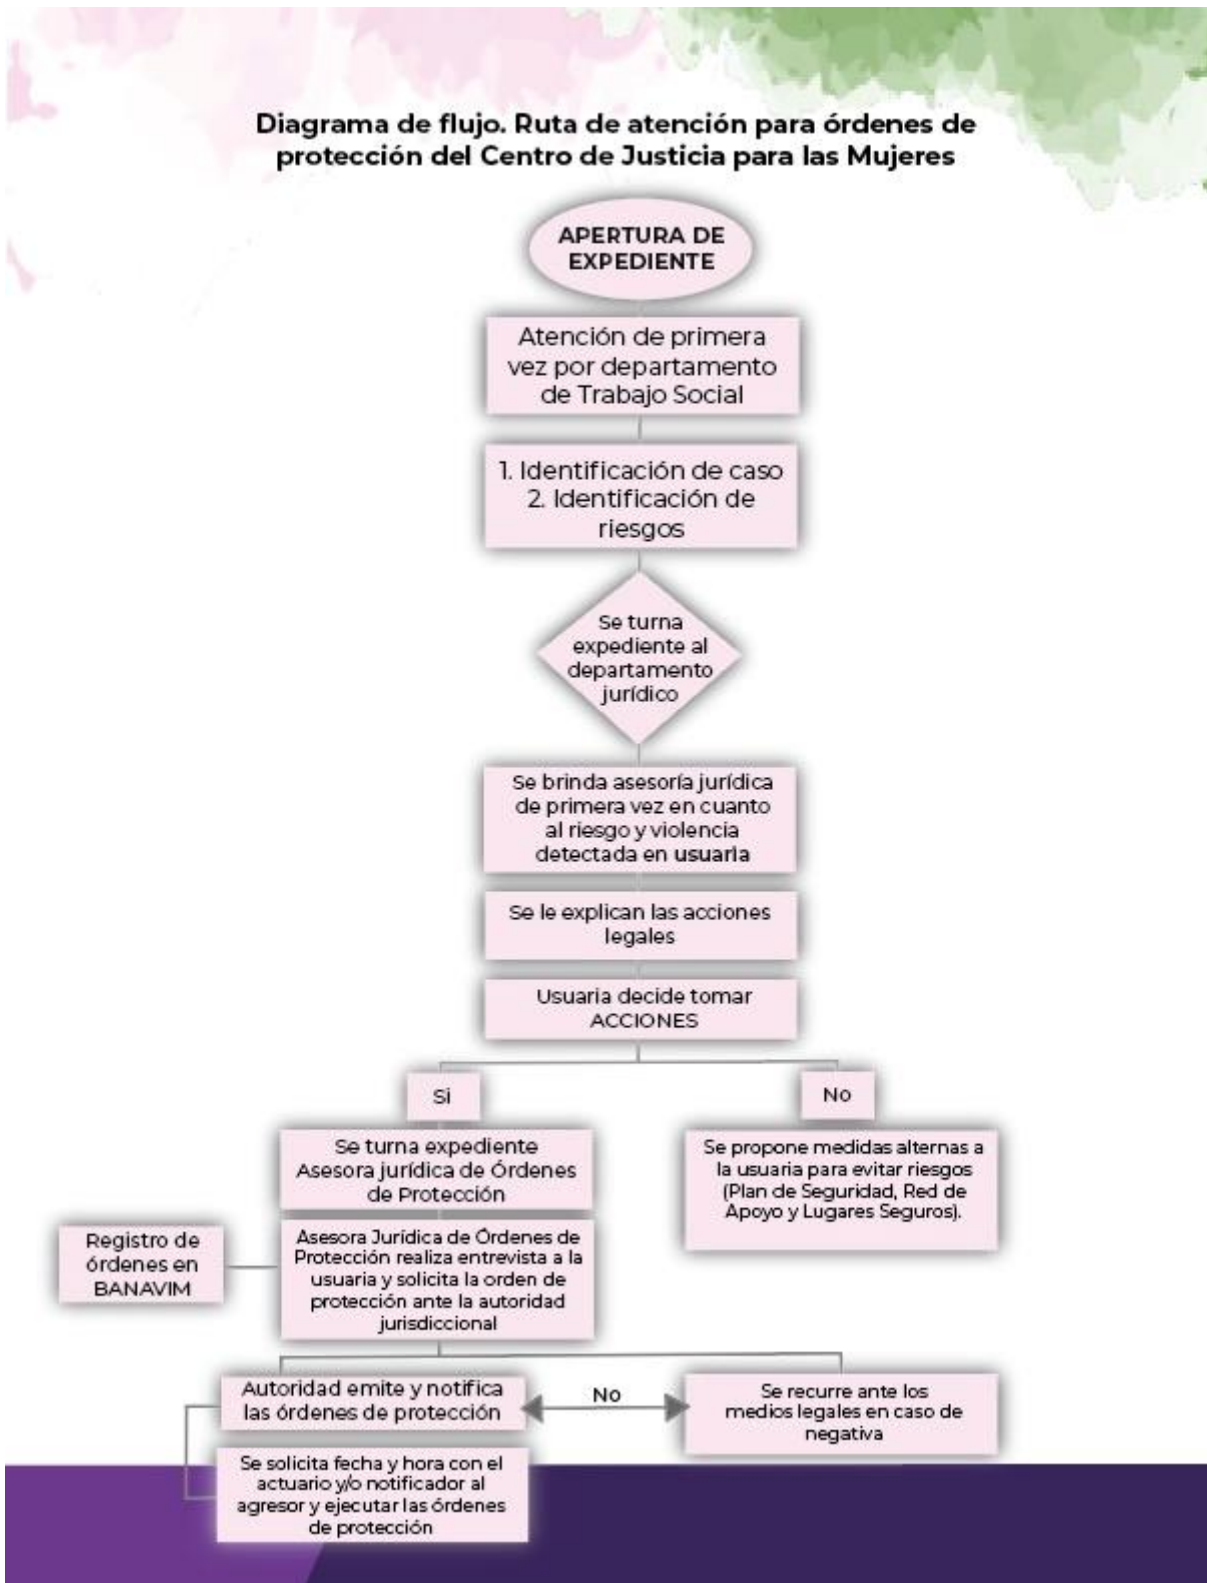 Diagrama de flujo. Ruta de atención para órdenes de
protección del Centro de Justicia para las Mujeres
APERTURA DE
EXPEDIENTE
Atención de primera
vez por departamento
de Trabajo Social
1. Identificación de caso
2. Identificación de
riesgos
Se turna
expediente al
departamento
jurídico
Se brinda asesoría jurídica
de primera vez en cuanto
al riesgo y violencia
detectada en usuaria
Se le explican las acciones
legales
Usuaria decide tomar
ACCIONES
Si
No
Se turna expediente
Asesora jurídica de Órdenes
de Protección
Se propone medidas alternas a
la usuaria para evitar riesgos
(Plan de Seguridad, Red de
Apoyo y Lugares Seguros).
Registro de
órdenes en
BANAVIM
Asesora Jurídica de Órdenes de
Protección realiza entrevista a la
usuaria y solicita la orden de
protección ante la autoridad
jurisdiccional
Autoridad emite y notifica
las órdenes de protección
No
Se recurre ante los
medios legales en caso de
negativa
Se solicita fecha y hora con el
actuario y/o notificador al
agresor y ejecutar las órdenes
de protección